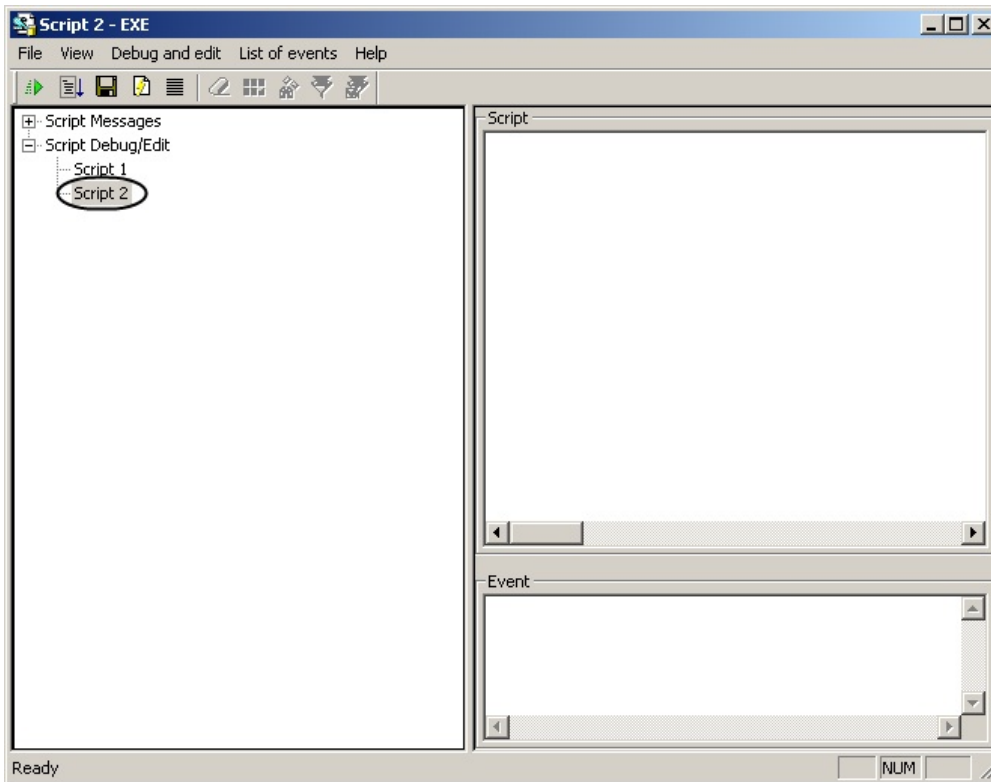 Script 2 - EXE
File View Debug and edit List of events Help
Script Messages
Script Debug/Edit
Script 1
Script 2
Script
Event
Ready
NUM